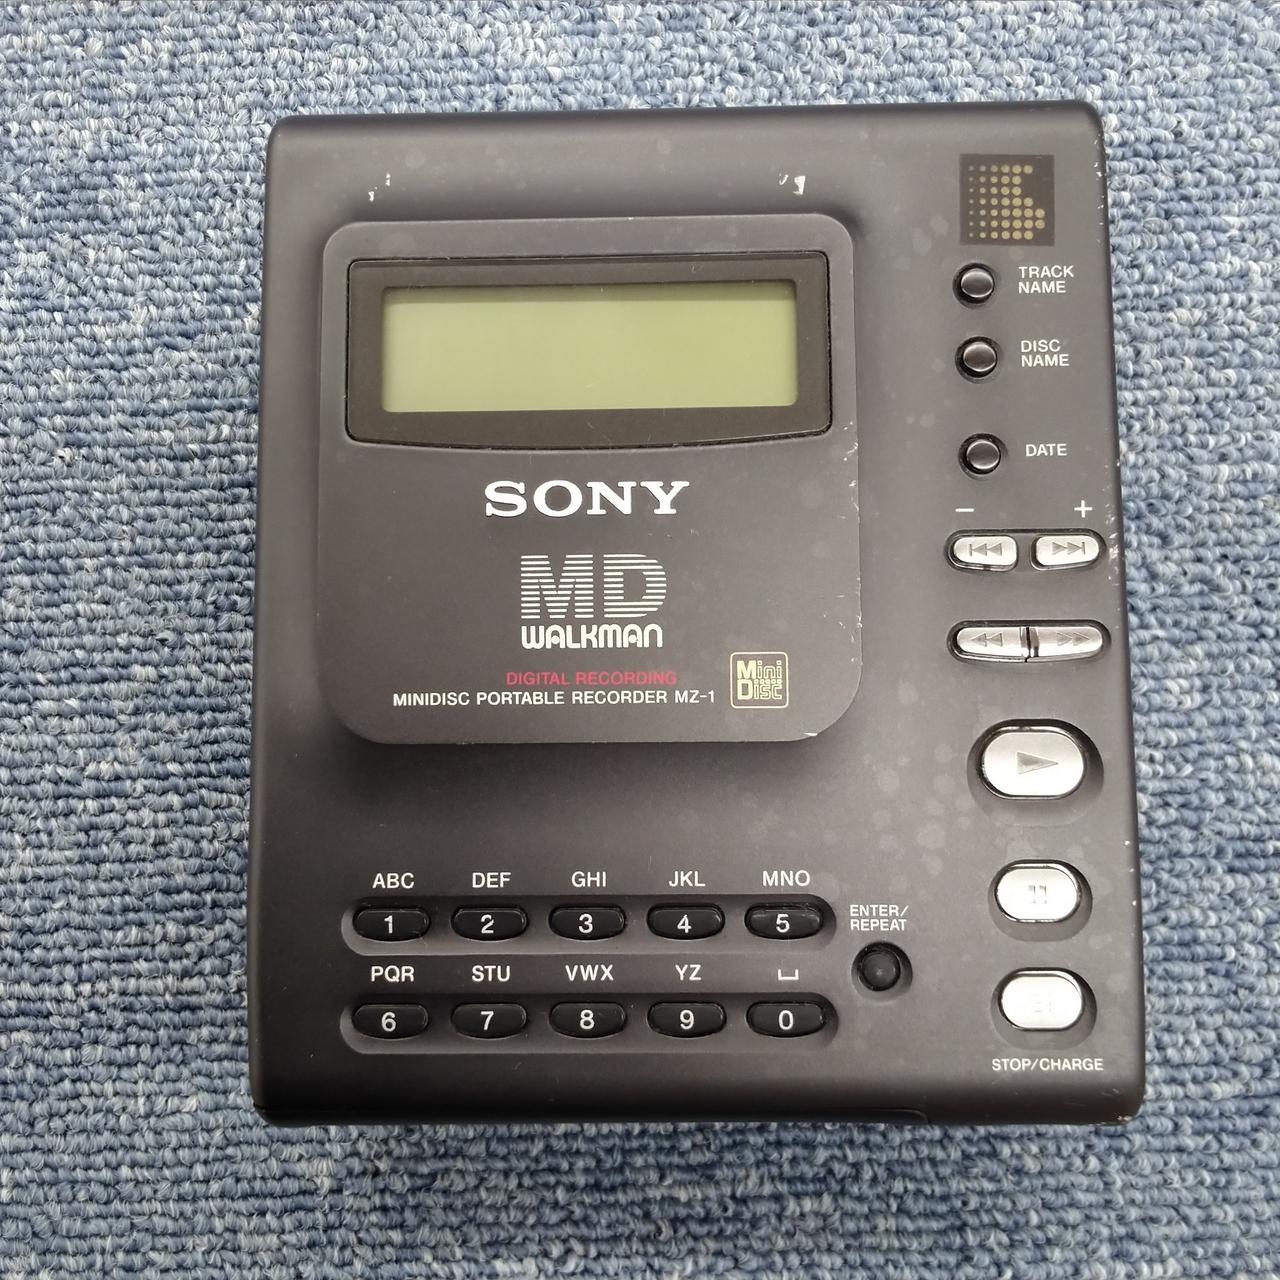 TRACK
NAME
DISC
NAME
DATE
- +
SONY
MD
WALKMAN
DIGITAL RECORDING
MINIDISC PORTABLE RECORDER MZ-1
Mini
Disc
ABC DEF GHI JKL MNO
1 2 3 4 5
ENTER/
REPEAT
PQR STU VWX YZ ⎵
6 7 8 9 0
STOP/CHARGE